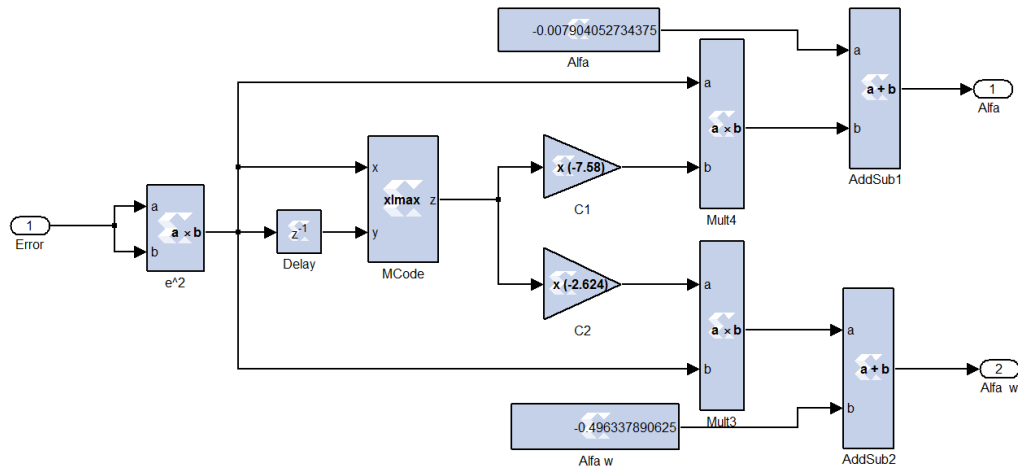 -0.007904052734375
Alfa
a
b
a + b
AddSub1
1
Alfa
a
b
a × b
Mult4
x (-7.58)
C1
x
y
xlmax
z
MCode
1
Error
a
b
a × b
e^2
z-1
Delay
x (-2.624)
C2
a
b
a × b
Mult3
a
b
a + b
AddSub2
2
Alfa w
-0.496337890625
Alfa w